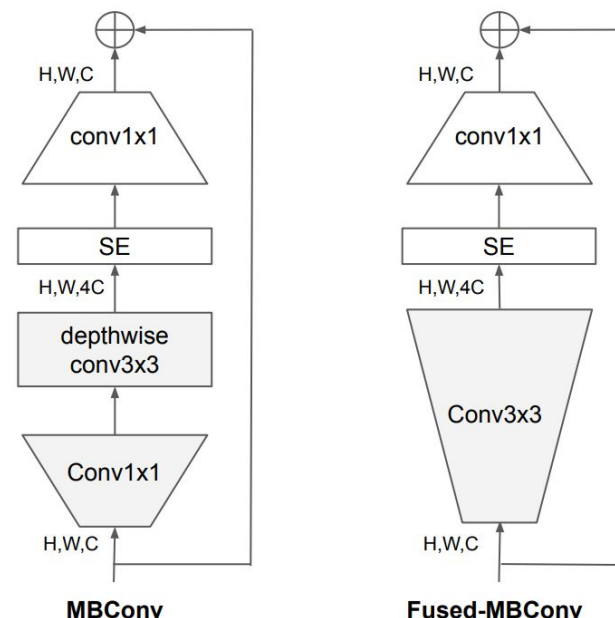 H,W,C
conv1x1
SE
H,W,4C
depthwise
conv3x3
Conv1x1
H,W,C
MBConv
H,W,C
conv1x1
SE
H,W,4C
Conv3x3
H,W,C
Fused-MBConv